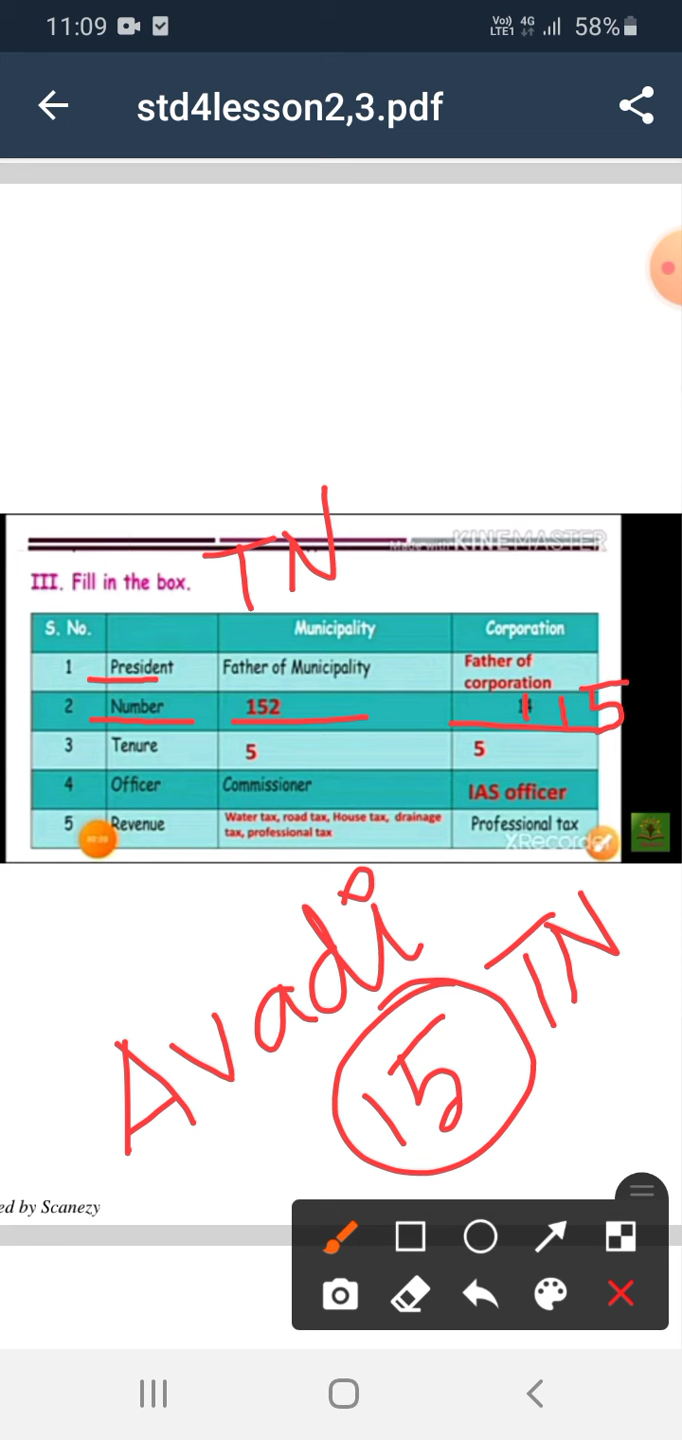 11:09
Vo)) 4G
LTE1 58%
std4lesson2,3.pdf
TN
KINEMASTER
III. Fill in the box.
S. No. Municipality Corporation
1 President Father of Municipality Father of corporation
2 Number 152 15
3 Tenure 5 5
4 Officer Commissioner IAS officer
5 Revenue Water tax, road tax, House tax, drainage tax, professional tax Professional tax
XRecorder
Avadi
15 TN
ed by Scanezy